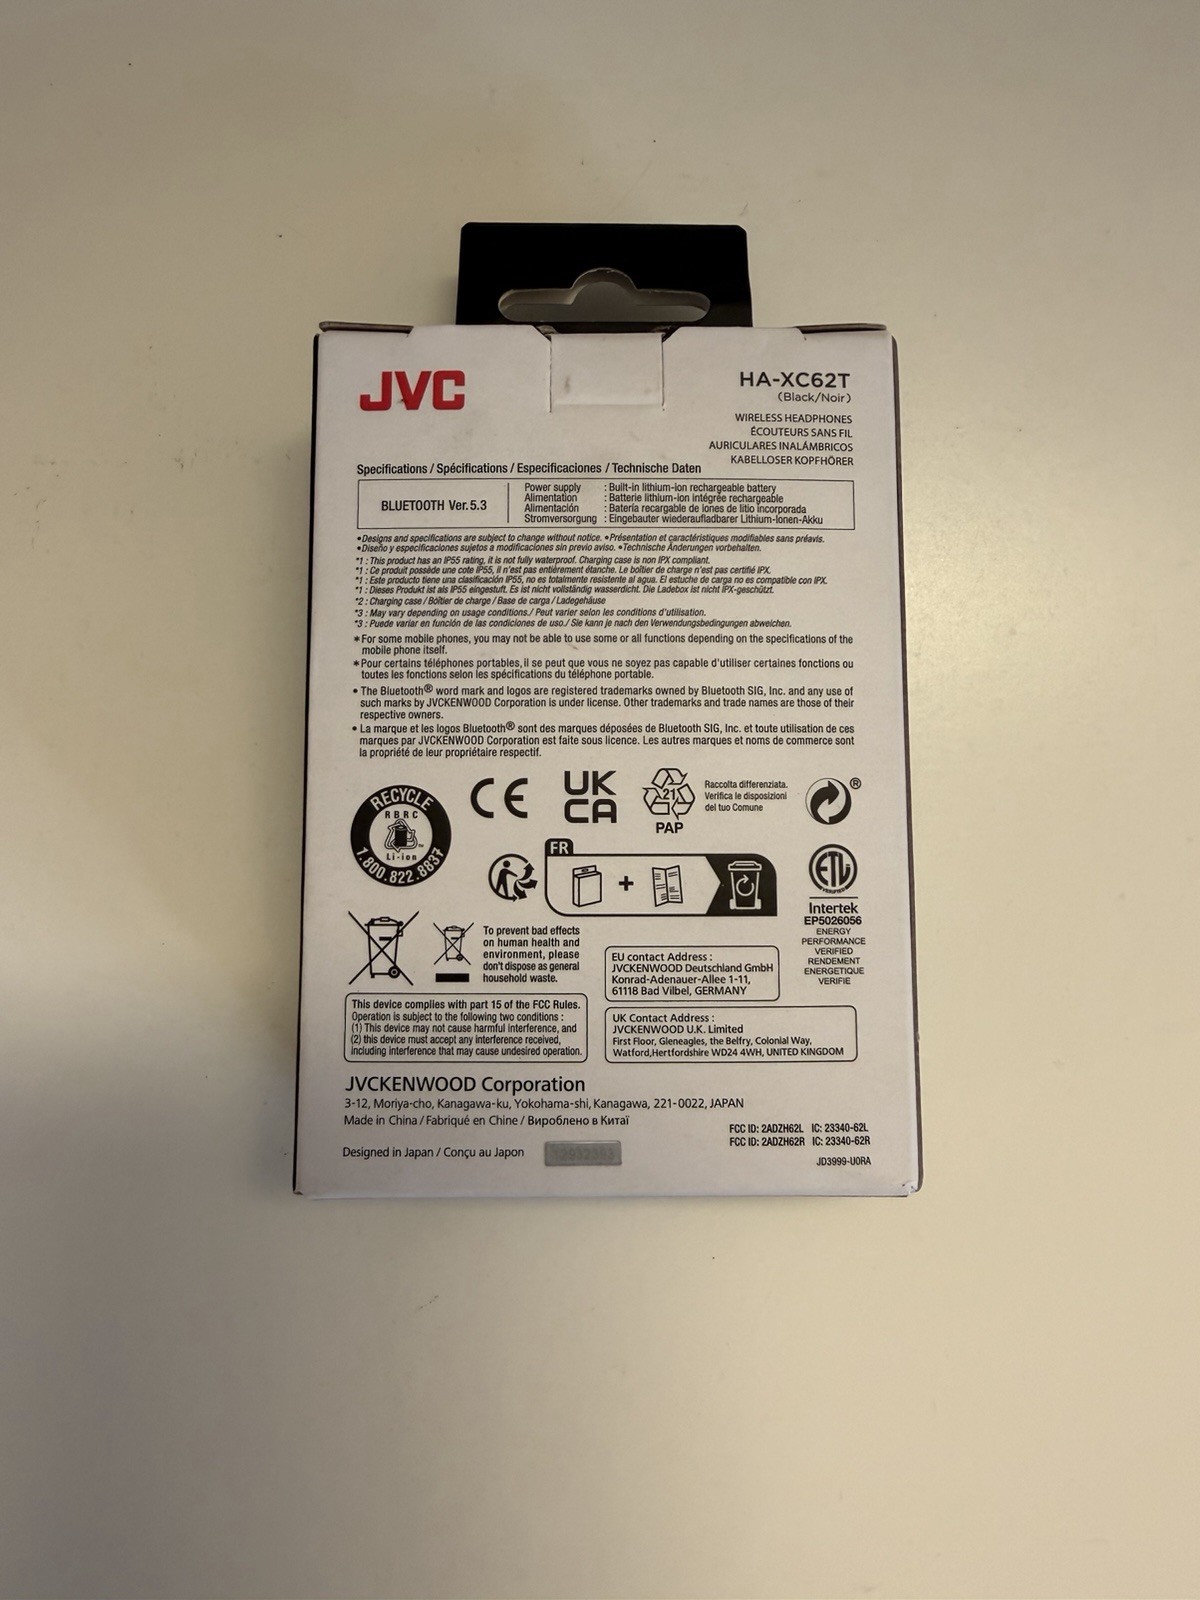 JVC
HA-XC62T
(Black/Noir)
WIRELESS HEADPHONES
ÉCOUTEURS SANS FIL
AURICULARES INALÁMBRICOS
KABELLOSER KOPFHÖRER
Specifications / Spécifications / Especificaciones / Technische Daten
BLUETOOTH Ver. 5.3
Power supply : Built-in lithium-ion rechargeable battery
Alimentation : Batterie lithium-ion intégrée rechargeable
Alimentación : Batería recargable de iones de litio incorporada
Stromversorgung : Eingebauter wiederaufladbarer Lithium-Ionen-Akku
•Designs and specifications are subject to change without notice. •Présentation et caractéristiques modifiables sans préavis.
•Diseño y especificaciones sujetos a modificaciones sin previo aviso. •Technische Änderungen vorbehalten.
*1 : This product has an IP55 rating, it is not fully waterproof. Charging case is non IPX compliant.
*1 : Ce produit possède une cote IP55, il n'est pas entièrement étanche. Le boîtier de charge n'est pas certifié IPX.
*1 : Este producto tiene una clasificación IP55, no es totalmente resistente al agua. El estuche de carga no es compatible con IPX.
*1 : Dieses Produkt ist als IP55 eingestuft. Es ist nicht vollständig wasserdicht. Die Ladebox ist nicht IPX-geschützt.
*2 : Charging case / Boîtier de charge / Base de carga / Ladegehäuse
*3 : May vary depending on usage conditions./ Peut varier selon les conditions d'utilisation.
*3 : Puede variar en función de las condiciones de uso./ Sie kann je nach den Verwendungsbedingungen abweichen.
* For some mobile phones, you may not be able to use some or all functions depending on the specifications of the
mobile phone itself.
* Pour certains téléphones portables, il se peut que vous ne soyez pas capable d'utiliser certaines fonctions ou
toutes les fonctions selon les spécifications du téléphone portable.
• The Bluetooth® word mark and logos are registered trademarks owned by Bluetooth SIG, Inc. and any use of
such marks by JVCKENWOOD Corporation is under license. Other trademarks and trade names are those of their
respective owners.
• La marque et les logos Bluetooth® sont des marques déposées de Bluetooth SIG, Inc. et toute utilisation de ces
marques par JVCKENWOOD Corporation est faite sous licence. Les autres marques et noms de commerce sont
la propriété de leur propriétaire respectif.
RECYCLE
RBRC
Li-ion
1.800.822.8837
CE
UK
CA
21
PAP
Raccolta differenziata.
Verifica le disposizioni
del tuo Comune
®
FR
+
ETL
VERIFIED
Intertek
EP5026056
ENERGY
PERFORMANCE
VERIFIED
RENDEMENT
ENERGETIQUE
VERIFIE
To prevent bad effects
on human health and
environment, please
don't dispose as general
household waste.
EU contact Address :
JVCKENWOOD Deutschland GmbH
Konrad-Adenauer-Allee 1-11,
61118 Bad Vilbel, GERMANY
This device complies with part 15 of the FCC Rules.
Operation is subject to the following two conditions :
(1) This device may not cause harmful interference, and
(2) this device must accept any interference received,
including interference that may cause undesired operation.
UK Contact Address :
JVCKENWOOD U.K. Limited
First Floor, Gleneagles, the Belfry, Colonial Way,
Watford,Hertfordshire WD24 4WH, UNITED KINGDOM
JVCKENWOOD Corporation
3-12, Moriya-cho, Kanagawa-ku, Yokohama-shi, Kanagawa, 221-0022, JAPAN
Made in China / Fabriqué en Chine / Вироблено в Китаї
Designed in Japan / Conçu au Japon
FCC ID: 2ADZH62L IC: 23340-62L
FCC ID: 2ADZH62R IC: 23340-62R
JD3999-U0RA